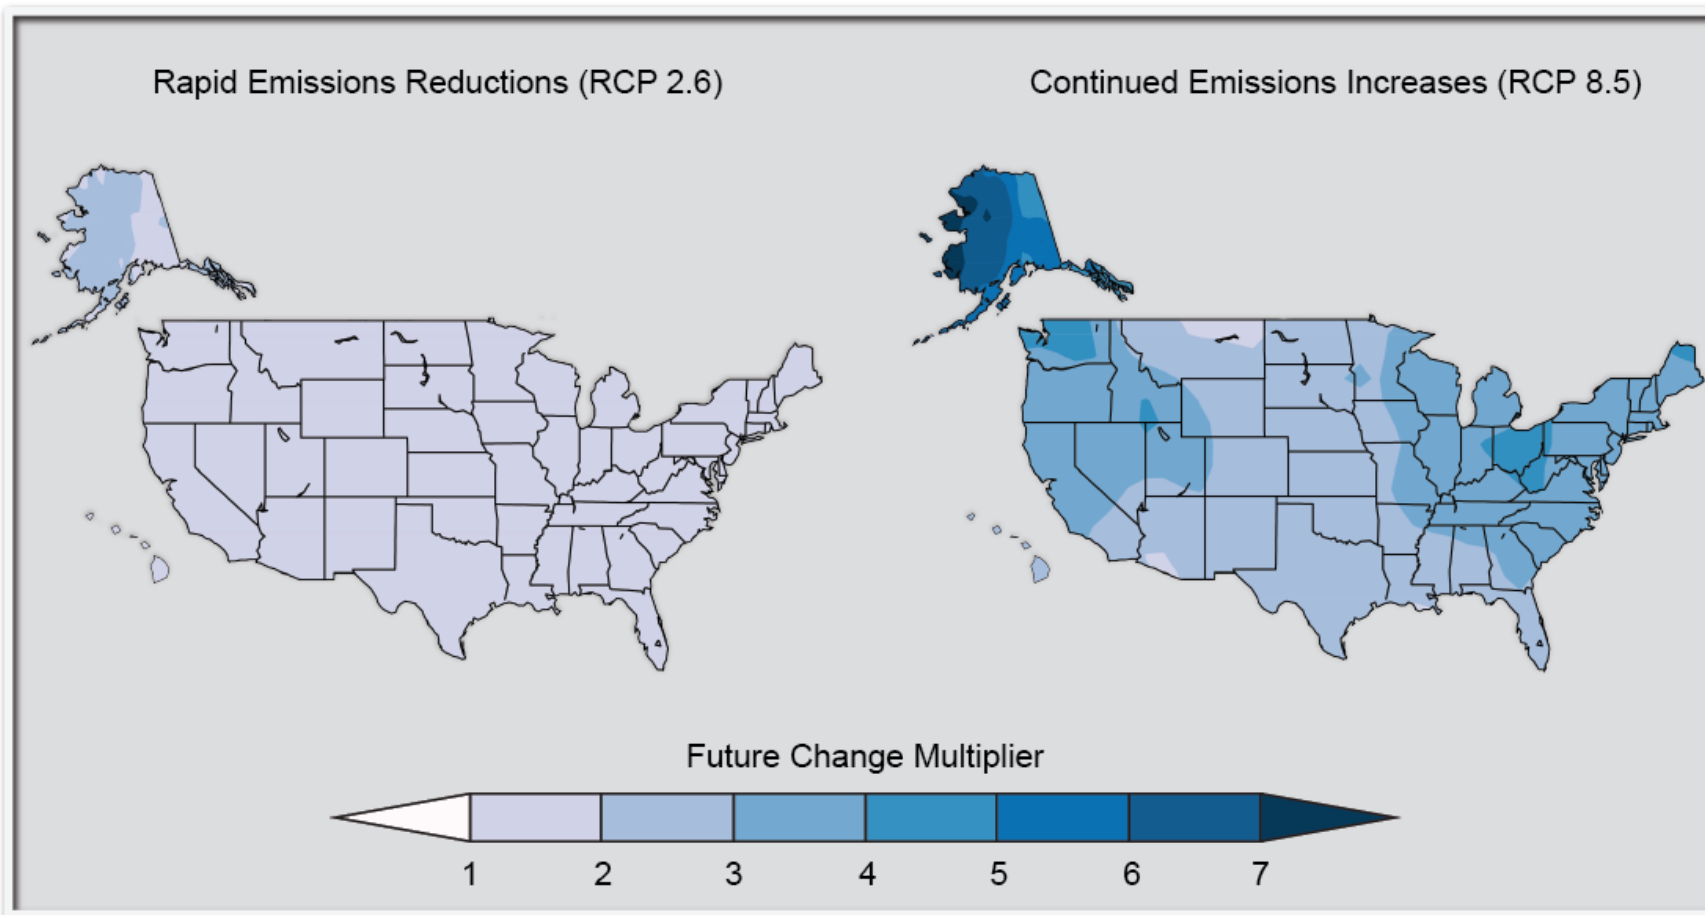 Rapid Emissions Reductions (RCP 2.6)
Continued Emissions Increases (RCP 8.5)
Future Change Multiplier
1 2 3 4 5 6 7